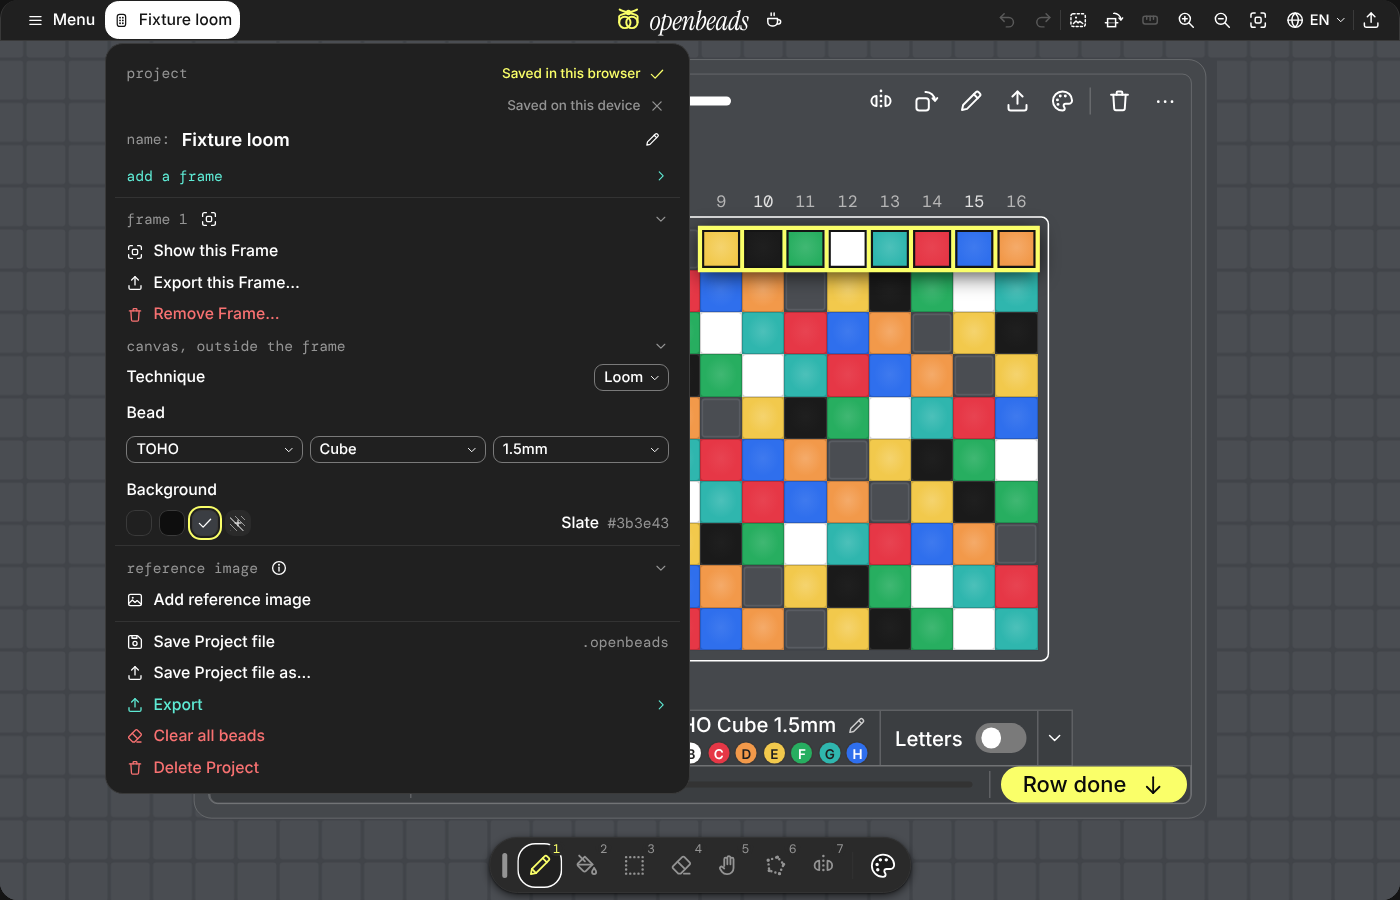 Menu
Fixture loom
openbeads
EN
project
Saved in this browser
Saved on this device
name: Fixture loom
add a frame
frame 1
Show this Frame
Export this Frame...
Remove Frame...
canvas, outside the frame
Technique
Loom
Bead
TOHO
Cube
1.5mm
Background
Slate #3b3e43
reference image
Add reference image
Save Project file
.openbeads
Save Project file as...
Export
Clear all beads
Delete Project
9 10 11 12 13 14 15 16
HO Cube 1.5mm
B C D E F G H
Letters
Row done
1 2 3 4 5 6 7